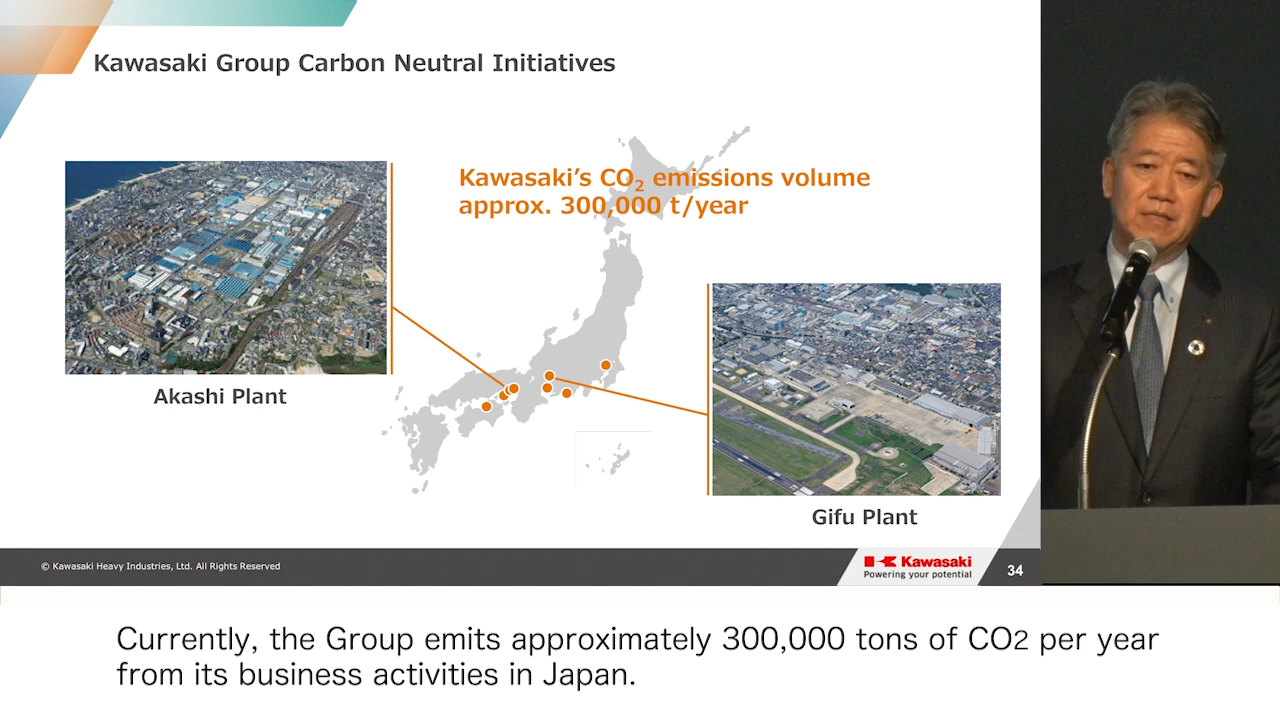 Kawasaki Group Carbon Neutral Initiatives
Kawasaki's CO2 emissions volume
approx. 300,000 t/year
Akashi Plant
Gifu Plant
© Kawasaki Heavy Industries, Ltd. All Rights Reserved
Kawasaki
Powering your potential
34
Currently, the Group emits approximately 300,000 tons of CO2 per year
from its business activities in Japan.